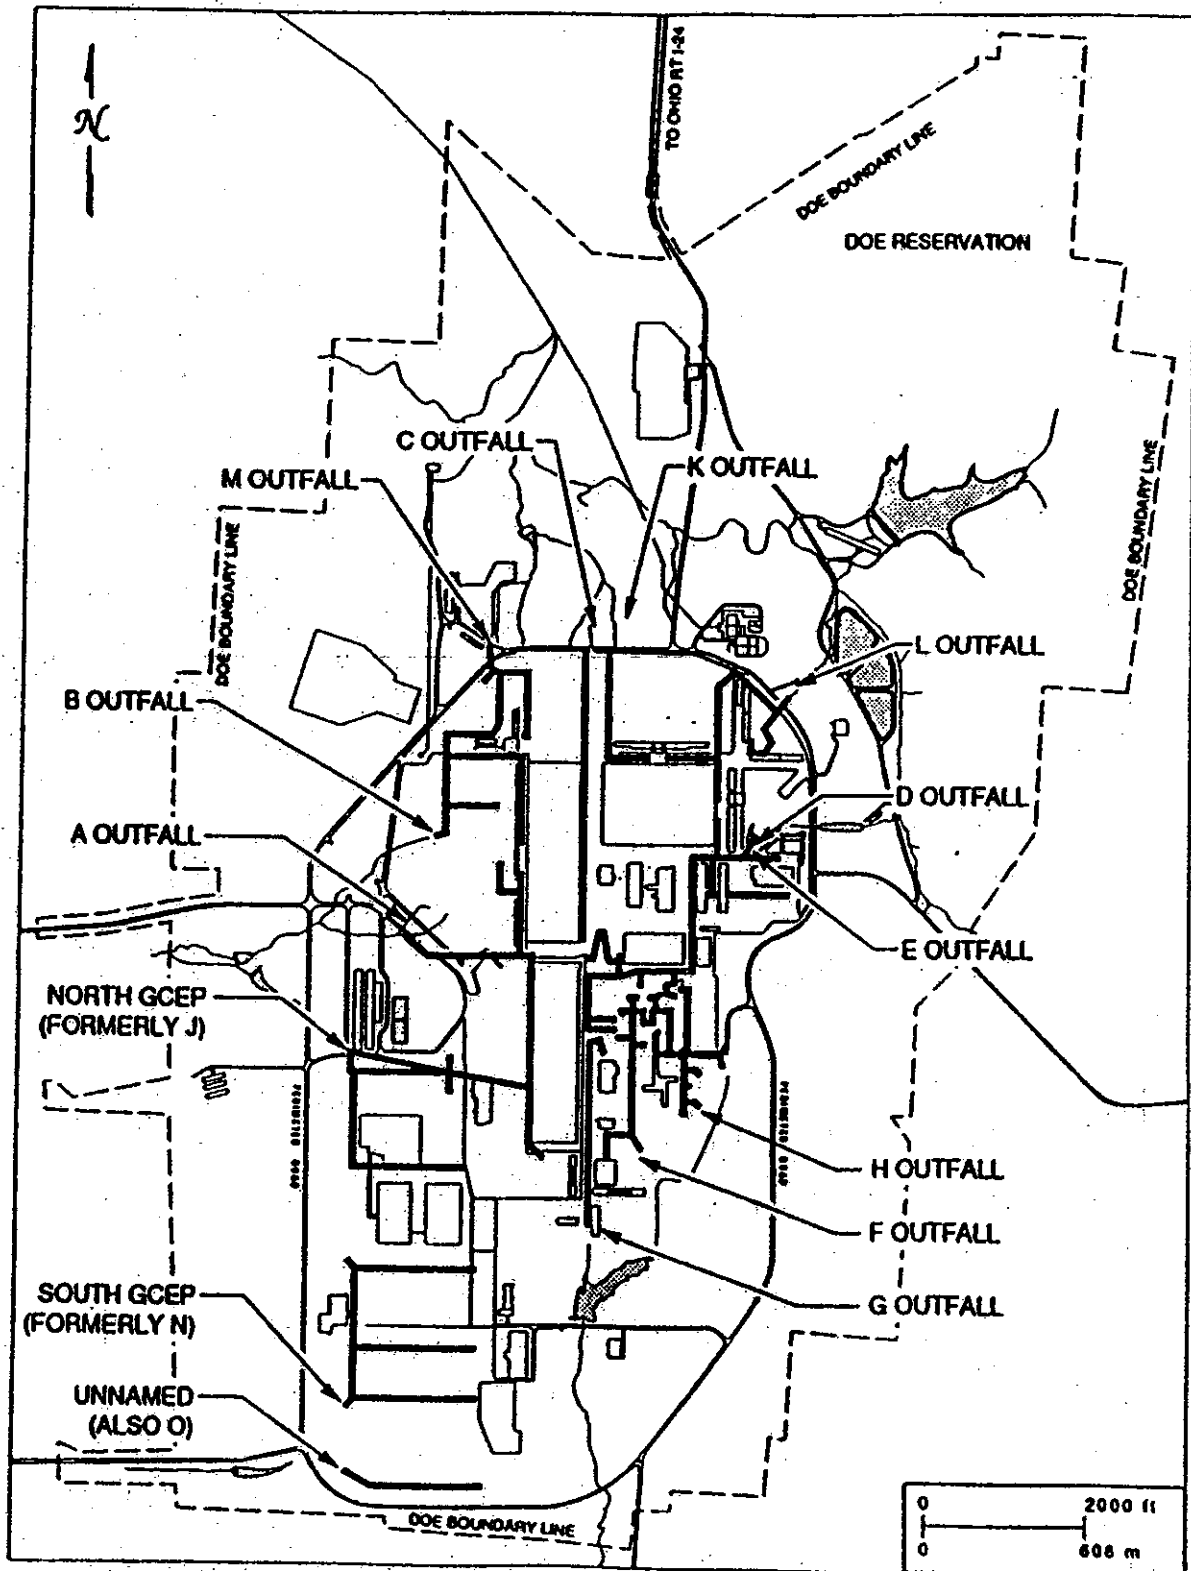 N
TO OHIO RT 1-24
DOE BOUNDARY LINE
DOE RESERVATION
C OUTFALL
K OUTFALL
M OUTFALL
DOE BOUNDARY LINE
DOE BOUNDARY LINE
L OUTFALL
B OUTFALL
D OUTFALL
A OUTFALL
E OUTFALL
NORTH GCEP
(FORMERLY J)
PERIMETER ROAD
PERIMETER ROAD
H OUTFALL
F OUTFALL
SOUTH GCEP
(FORMERLY N)
G OUTFALL
UNNAMED
(ALSO O)
DOE BOUNDARY LINE
0 2000 ft
0 608 m